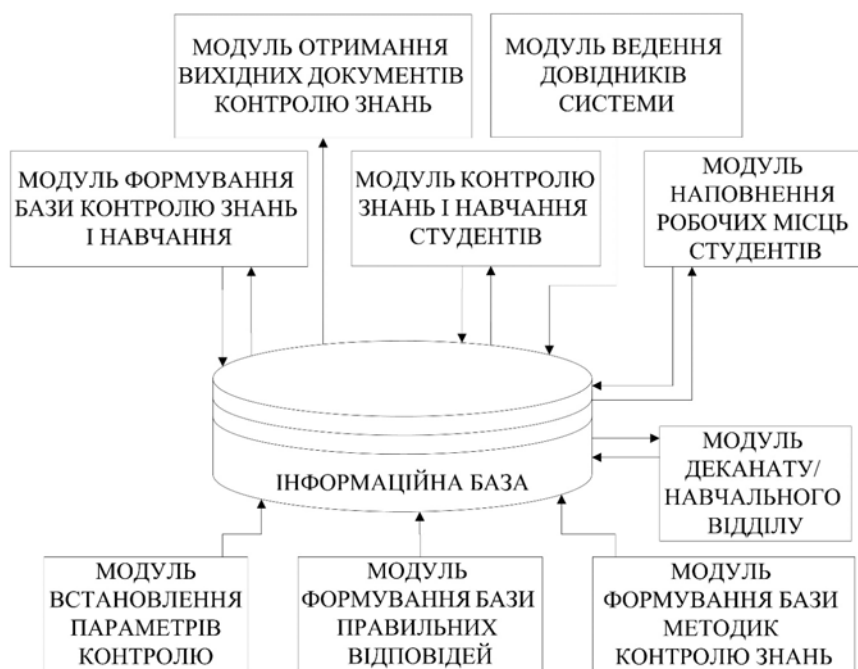 МОДУЛЬ ОТРИМАННЯ
ВИХІДНИХ ДОКУМЕНТІВ
КОНТРОЛЮ ЗНАНЬ
МОДУЛЬ ВЕДЕННЯ
ДОВІДНИКІВ
СИСТЕМИ
МОДУЛЬ ФОРМУВАННЯ
БАЗИ КОНТРОЛЮ ЗНАНЬ
І НАВЧАННЯ
МОДУЛЬ КОНТРОЛЮ
ЗНАНЬ І НАВЧАННЯ
СТУДЕНТІВ
МОДУЛЬ
НАПОВНЕННЯ
РОБОЧИХ МІСЦЬ
СТУДЕНТІВ
ІНФОРМАЦІЙНА БАЗА
МОДУЛЬ
ДЕКАНАТУ/
НАВЧАЛЬНОГО
ВІДДІЛУ
МОДУЛЬ
ВСТАНОВЛЕННЯ
ПАРАМЕТРІВ
КОНТРОЛЮ
МОДУЛЬ
ФОРМУВАННЯ БАЗИ
ПРАВИЛЬНИХ
ВІДПОВІДЕЙ
МОДУЛЬ
ФОРМУВАННЯ БАЗИ
МЕТОДИК
КОНТРОЛЮ ЗНАНЬ